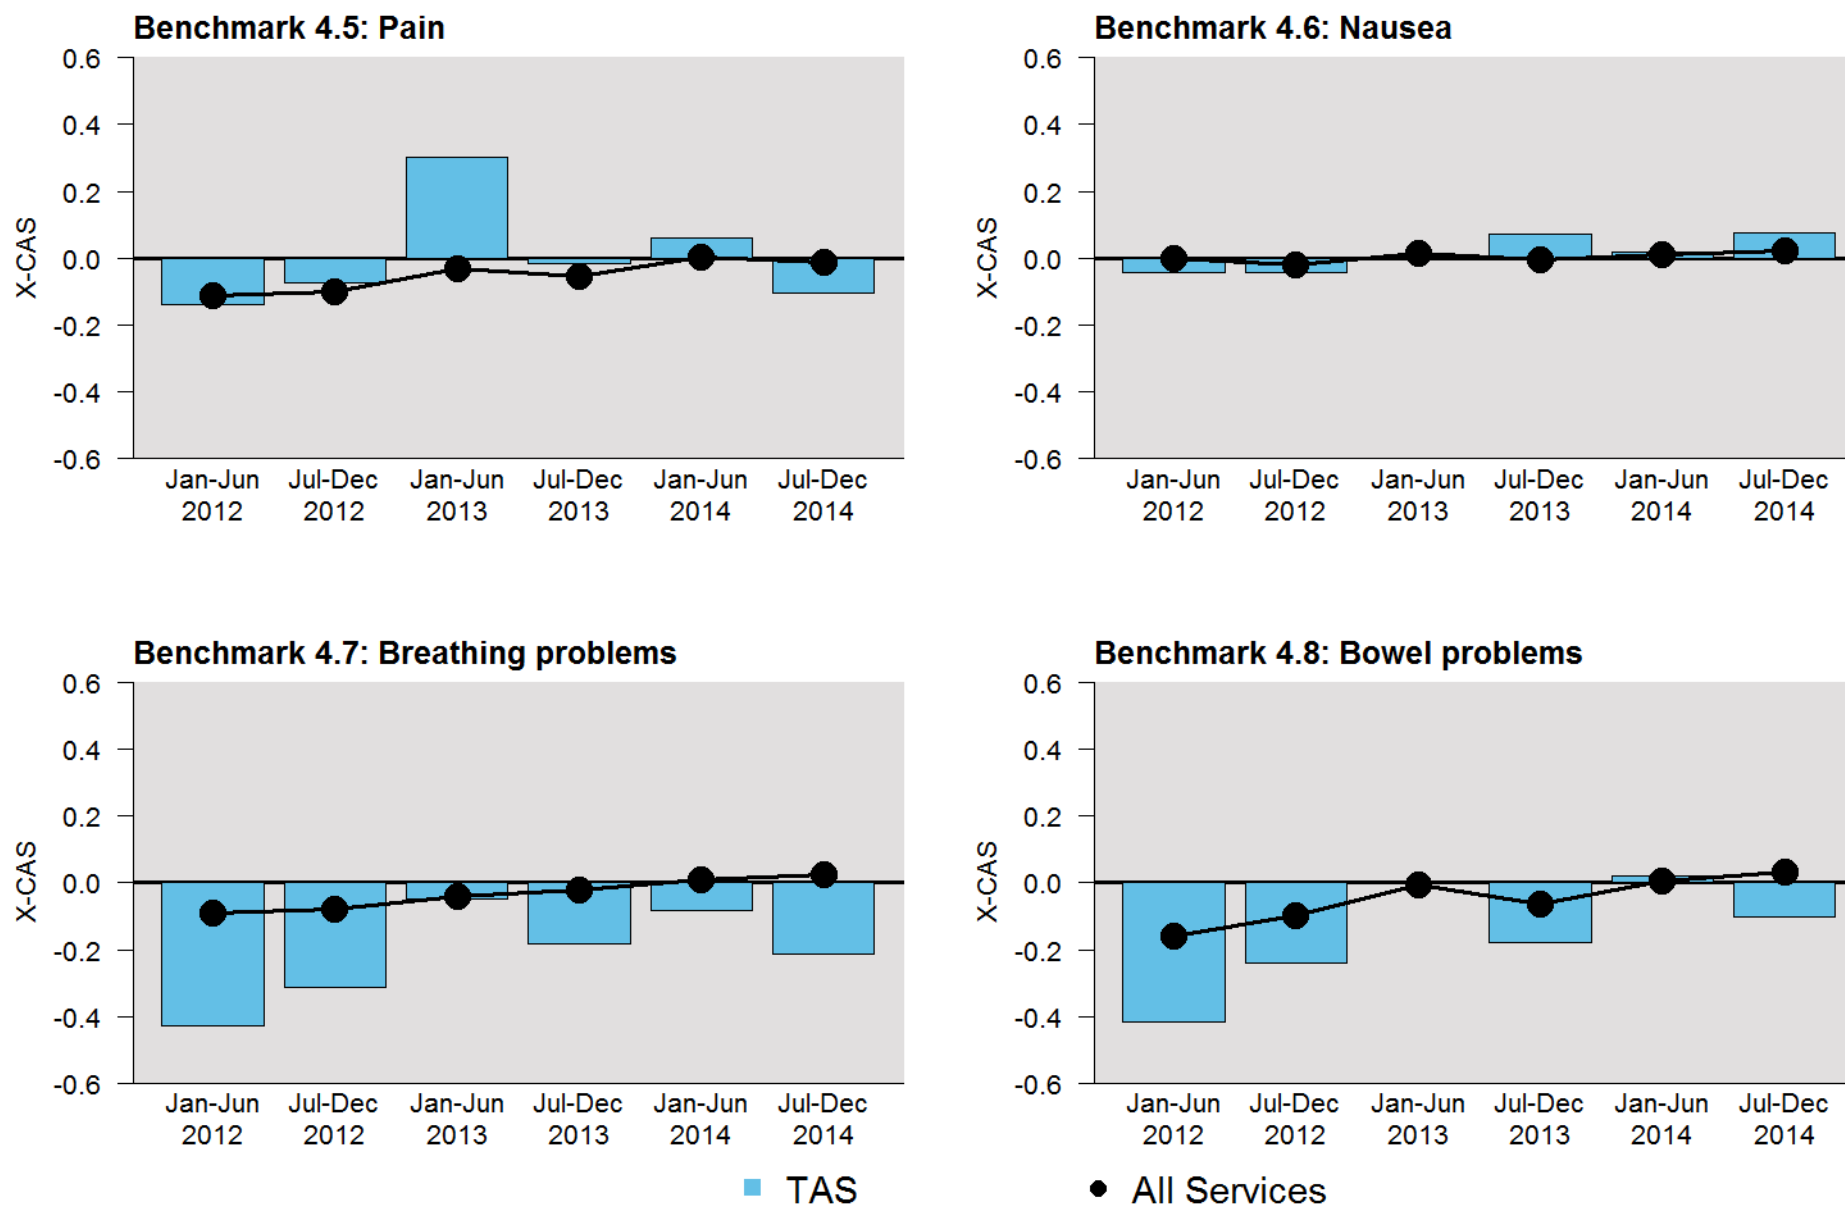 Benchmark 4.5: Pain
0.6
0.4
0.2
0.0
-0.2
-0.4
-0.6
X-CAS
Jan-Jun 2012
Jul-Dec 2012
Jan-Jun 2013
Jul-Dec 2013
Jan-Jun 2014
Jul-Dec 2014
Benchmark 4.6: Nausea
0.6
0.4
0.2
0.0
-0.2
-0.4
-0.6
X-CAS
Jan-Jun 2012
Jul-Dec 2012
Jan-Jun 2013
Jul-Dec 2013
Jan-Jun 2014
Jul-Dec 2014
Benchmark 4.7: Breathing problems
0.6
0.4
0.2
0.0
-0.2
-0.4
-0.6
X-CAS
Jan-Jun 2012
Jul-Dec 2012
Jan-Jun 2013
Jul-Dec 2013
Jan-Jun 2014
Jul-Dec 2014
Benchmark 4.8: Bowel problems
0.6
0.4
0.2
0.0
-0.2
-0.4
-0.6
X-CAS
Jan-Jun 2012
Jul-Dec 2012
Jan-Jun 2013
Jul-Dec 2013
Jan-Jun 2014
Jul-Dec 2014
TAS
All Services